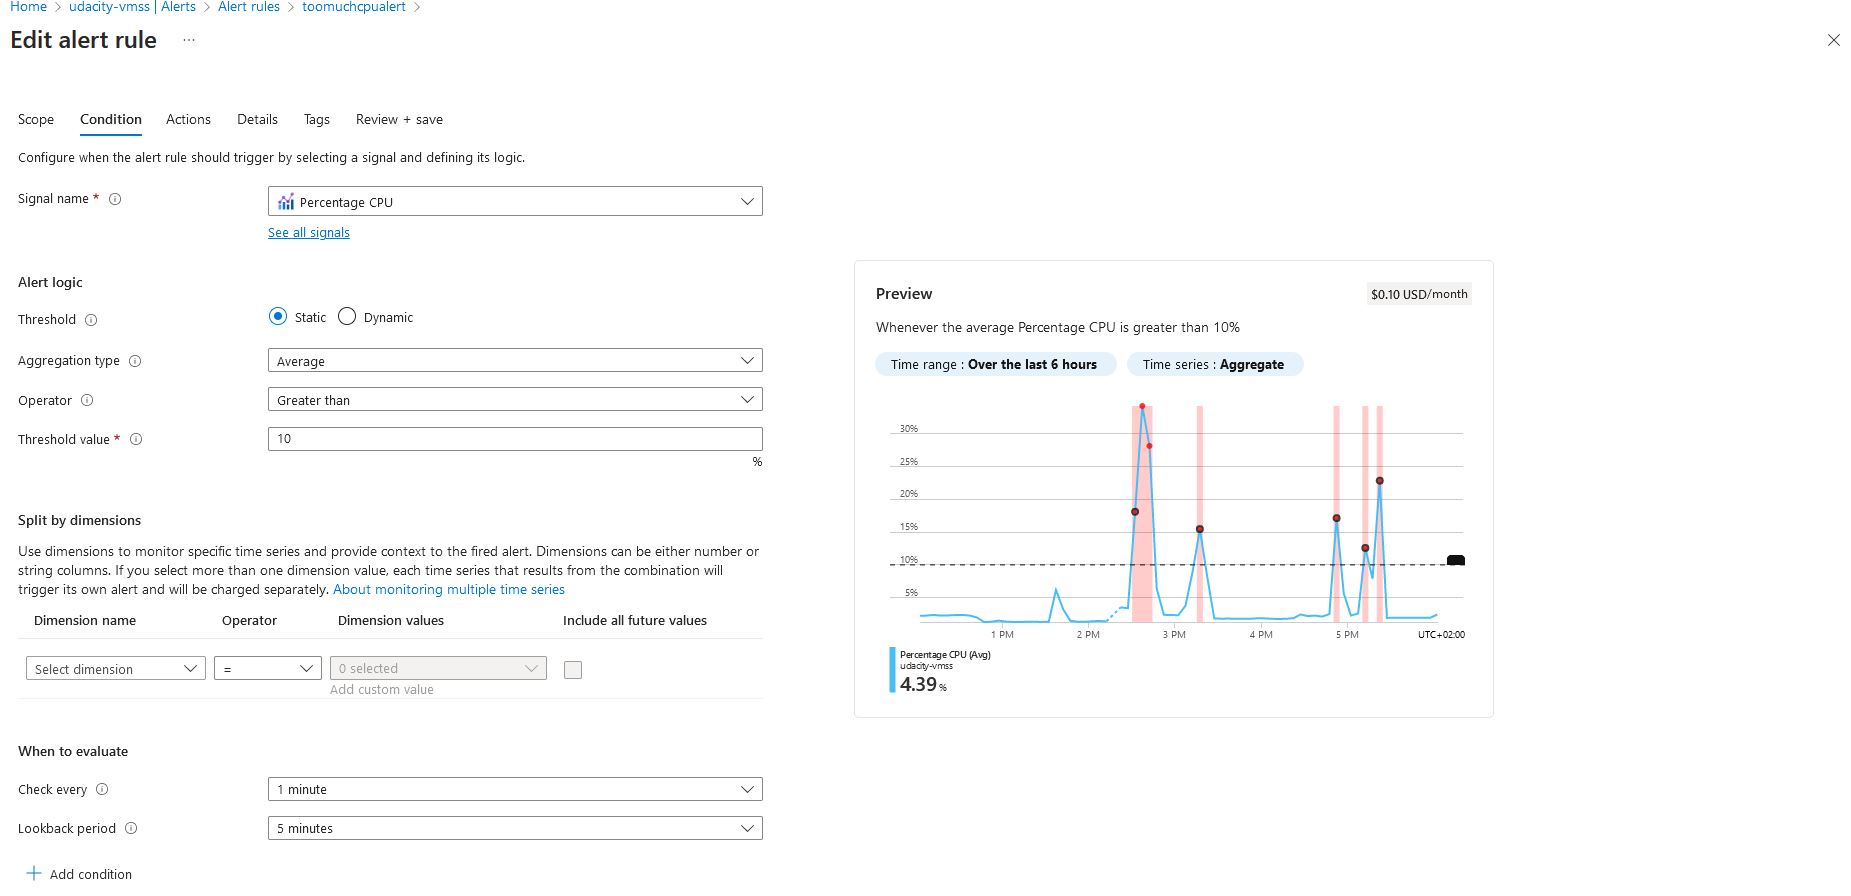 Home > udacity-vmss | Alerts > Alert rules > toomuchcpualert >
Edit alert rule ...
Scope Condition Actions Details Tags Review + save
Configure when the alert rule should trigger by selecting a signal and defining its logic.
Signal name *
Percentage CPU
See all signals
Alert logic
Threshold
Static Dynamic
Aggregation type
Average
Operator
Greater than
Threshold value *
10
%
Split by dimensions
Use dimensions to monitor specific time series and provide context to the fired alert. Dimensions can be either number or
string columns. If you select more than one dimension value, each time series that results from the combination will
trigger its own alert and will be charged separately. About monitoring multiple time series
Dimension name Operator Dimension values Include all future values
Select dimension = 0 selected
Add custom value
When to evaluate
Check every
1 minute
Lookback period
5 minutes
+ Add condition
Preview
$0.10 USD/month
Whenever the average Percentage CPU is greater than 10%
Time range : Over the last 6 hours Time series : Aggregate
30%
25%
20%
15%
10%
5%
1 PM 2 PM 3 PM 4 PM 5 PM UTC+02:00
Percentage CPU (Avg)
udacity-vmss
4.39 %